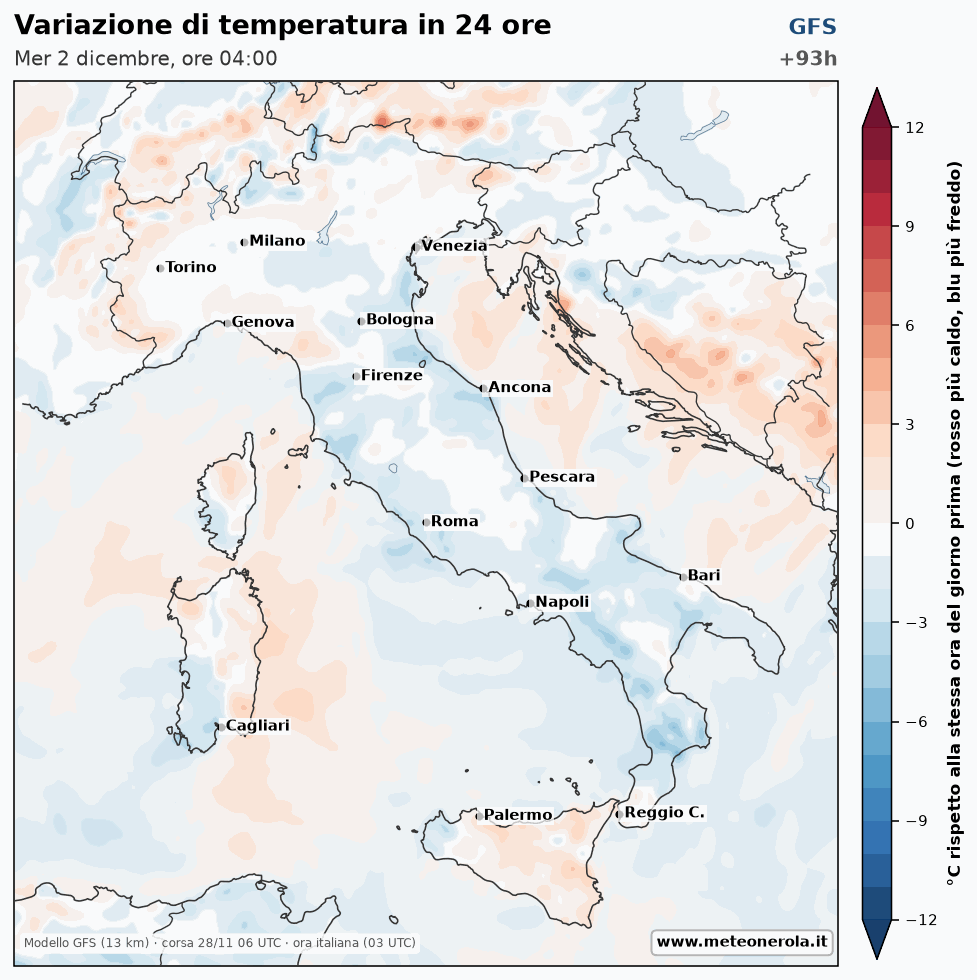 Variazione di temperatura in 24 ore
GFS
Mer 2 dicembre, ore 04:00
+93h
Milano
Venezia
Torino
Genova
Bologna
Firenze
Ancona
Pescara
Roma
Bari
Napoli
Cagliari
Palermo
Reggio C.
12
9
6
3
0
−3
−6
−9
−12
°C rispetto alla stessa ora del giorno prima (rosso più caldo, blu più freddo)
Modello GFS (13 km) · corsa 28/11 06 UTC · ora italiana (03 UTC)
www.meteonerola.it